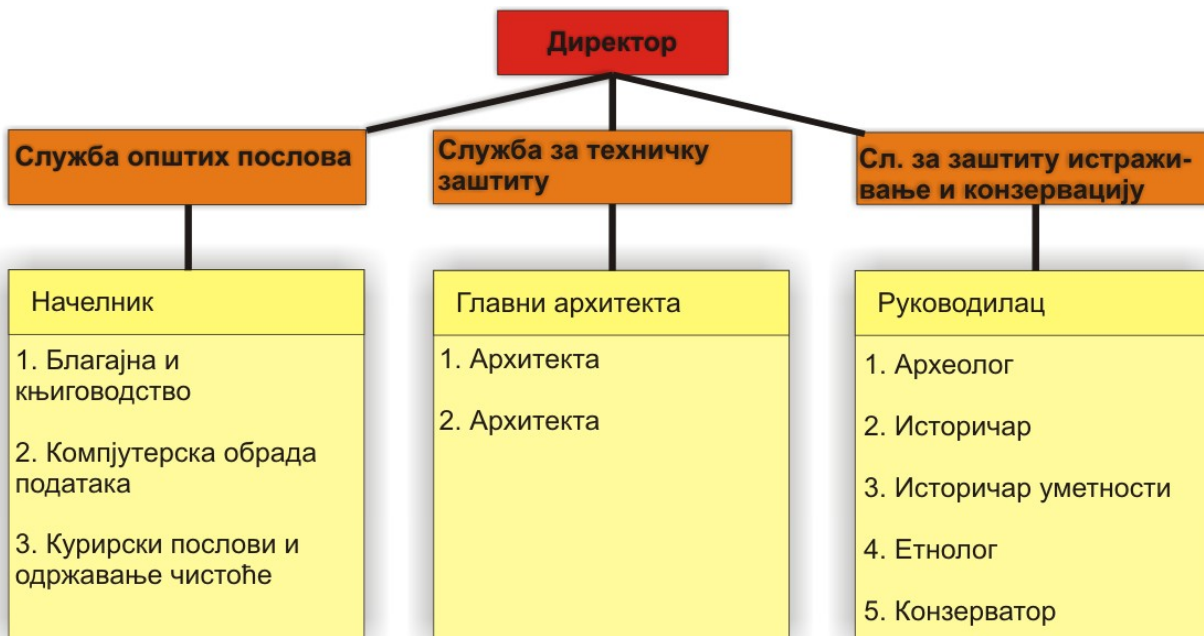 Директор
Служба општих послова
Служба за техничку
заштиту
Сл. за заштиту истражи-
вање и конзервацију
Начелник
1. Благајна и
књиговодство
2. Компјутерска обрада
података
3. Курирски послови и
одржавање чистоће
Главни архитекта
1. Архитекта
2. Архитекта
Руководилац
1. Археолог
2. Историчар
3. Историчар уметности
4. Етнолог
5. Конзерватор